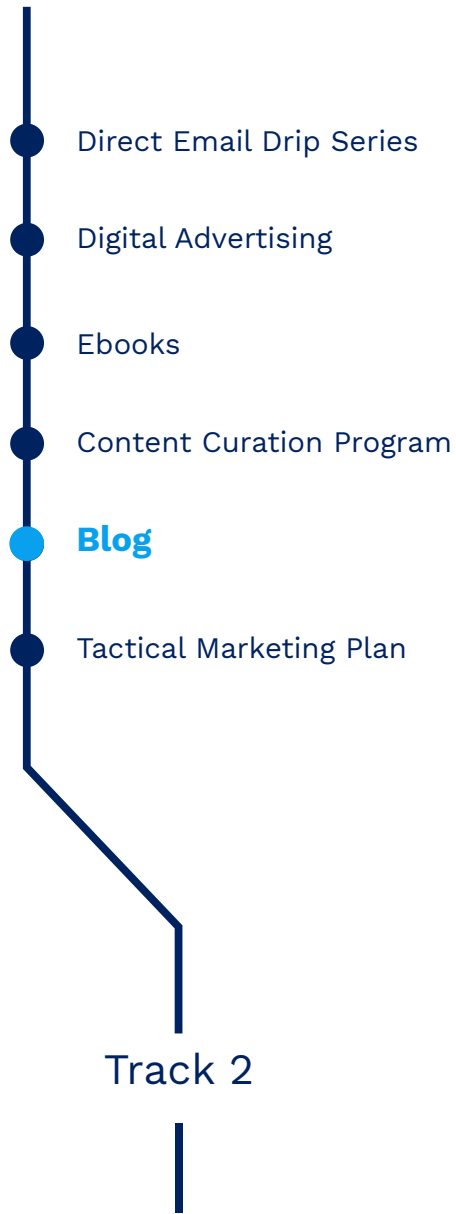 Direct Email Drip Series
Digital Advertising
Ebooks
Content Curation Program
Blog
Tactical Marketing Plan
Track 2